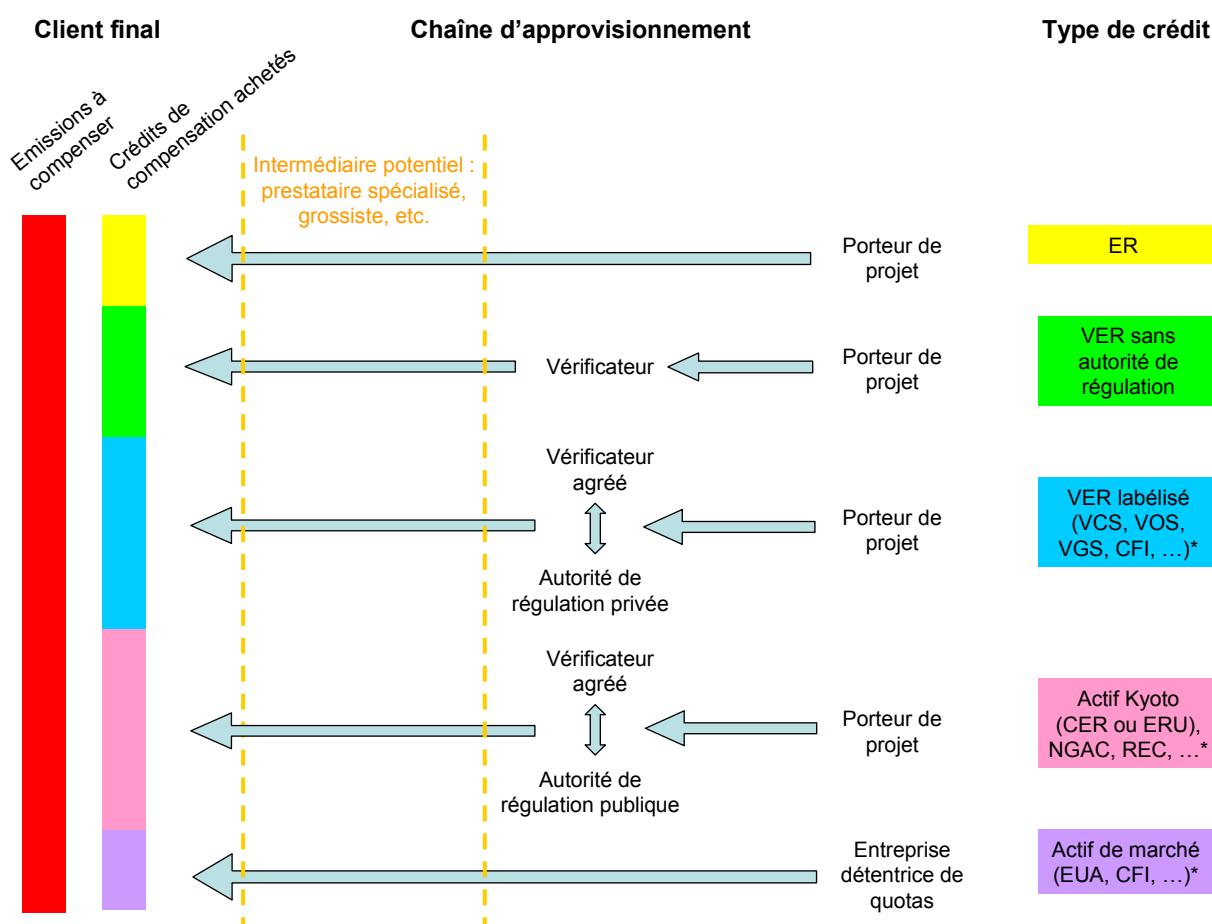 Client final
Chaîne d'approvisionnement
Type de crédit
Emissions à
compenser
Crédits de
compensation achetés
Intermédiaire potentiel :
prestataire spécialisé,
grossiste, etc.
Porteur de
projet
ER
Vérificateur
Porteur de
projet
VER sans
autorité de
régulation
Vérificateur
agréé
Autorité de
régulation privée
Porteur de
projet
VER labélisé
(VCS, VOS,
VGS, CFI, …)*
Vérificateur
agréé
Autorité de
régulation publique
Porteur de
projet
Actif Kyoto
(CER ou ERU),
NGAC, REC, …*
Entreprise
détentrice de
quotas
Actif de marché
(EUA, CFI, …)*